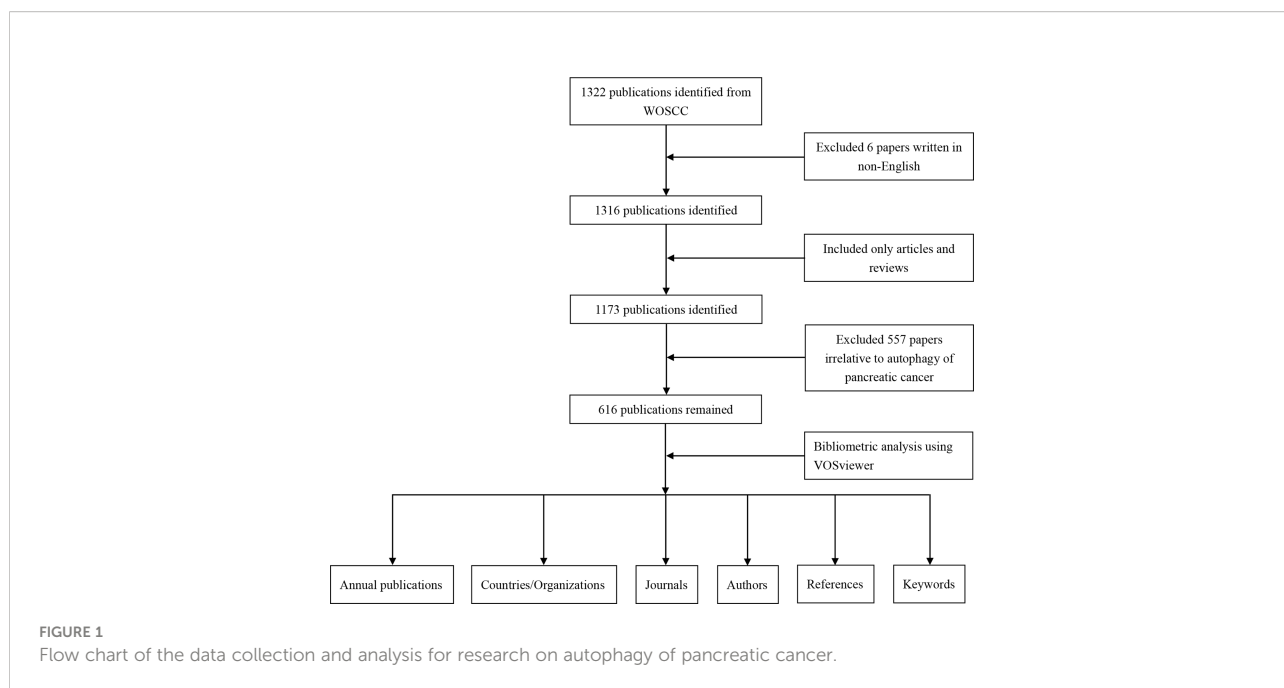 1322 publications identified from
WOSCC
Excluded 6 papers written in
non-English
1316 publications identified
Included only articles and
reviews
1173 publications identified
Excluded 557 papers
irrelative to autophagy of
pancreatic cancer
616 publications remained
Bibliometric analysis using
VOSviewer
Annual publications
Countries/Organizations
Journals
Authors
References
Keywords
FIGURE 1
Flow chart of the data collection and analysis for research on autophagy of pancreatic cancer.